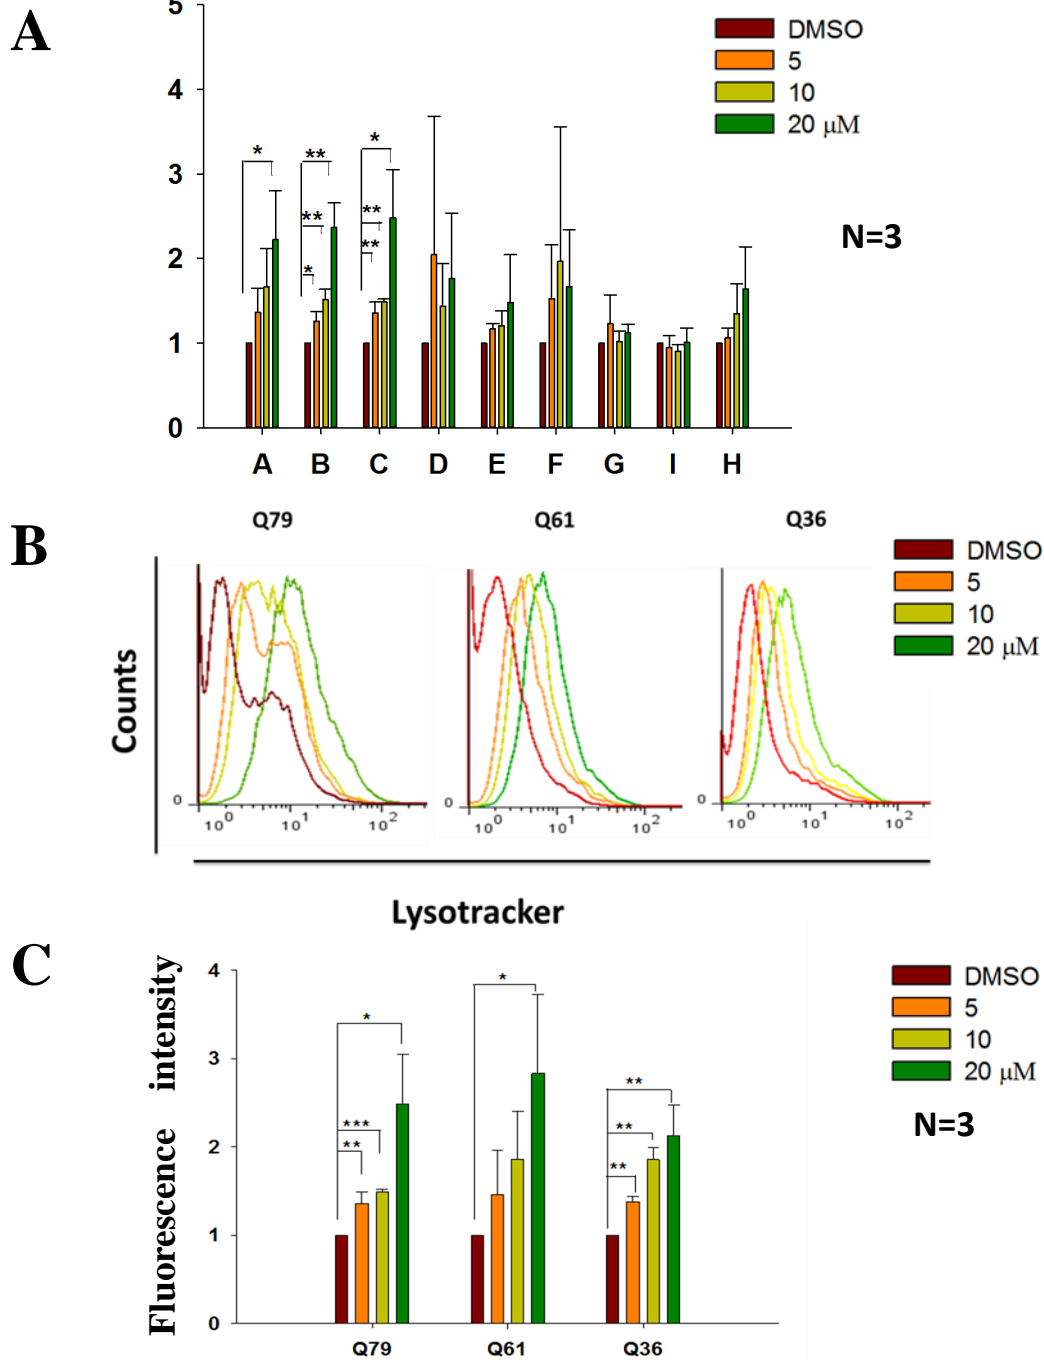 A
5
4
3
2
1
0
* ** * ** ** * **
A B C D E F G I H
DMSO
5
10
20 µM
N=3
B
Q79 Q61 Q36
Counts
0 10^0 10^1 10^2
0 10^0 10^1 10^2
0 10^0 10^1 10^2
Lysotracker
DMSO
5
10
20 µM
C
Fluorescence intensity
4
3
2
1
0
* *** **
*
** ** **
Q79 Q61 Q36
DMSO
5
10
20 µM
N=3